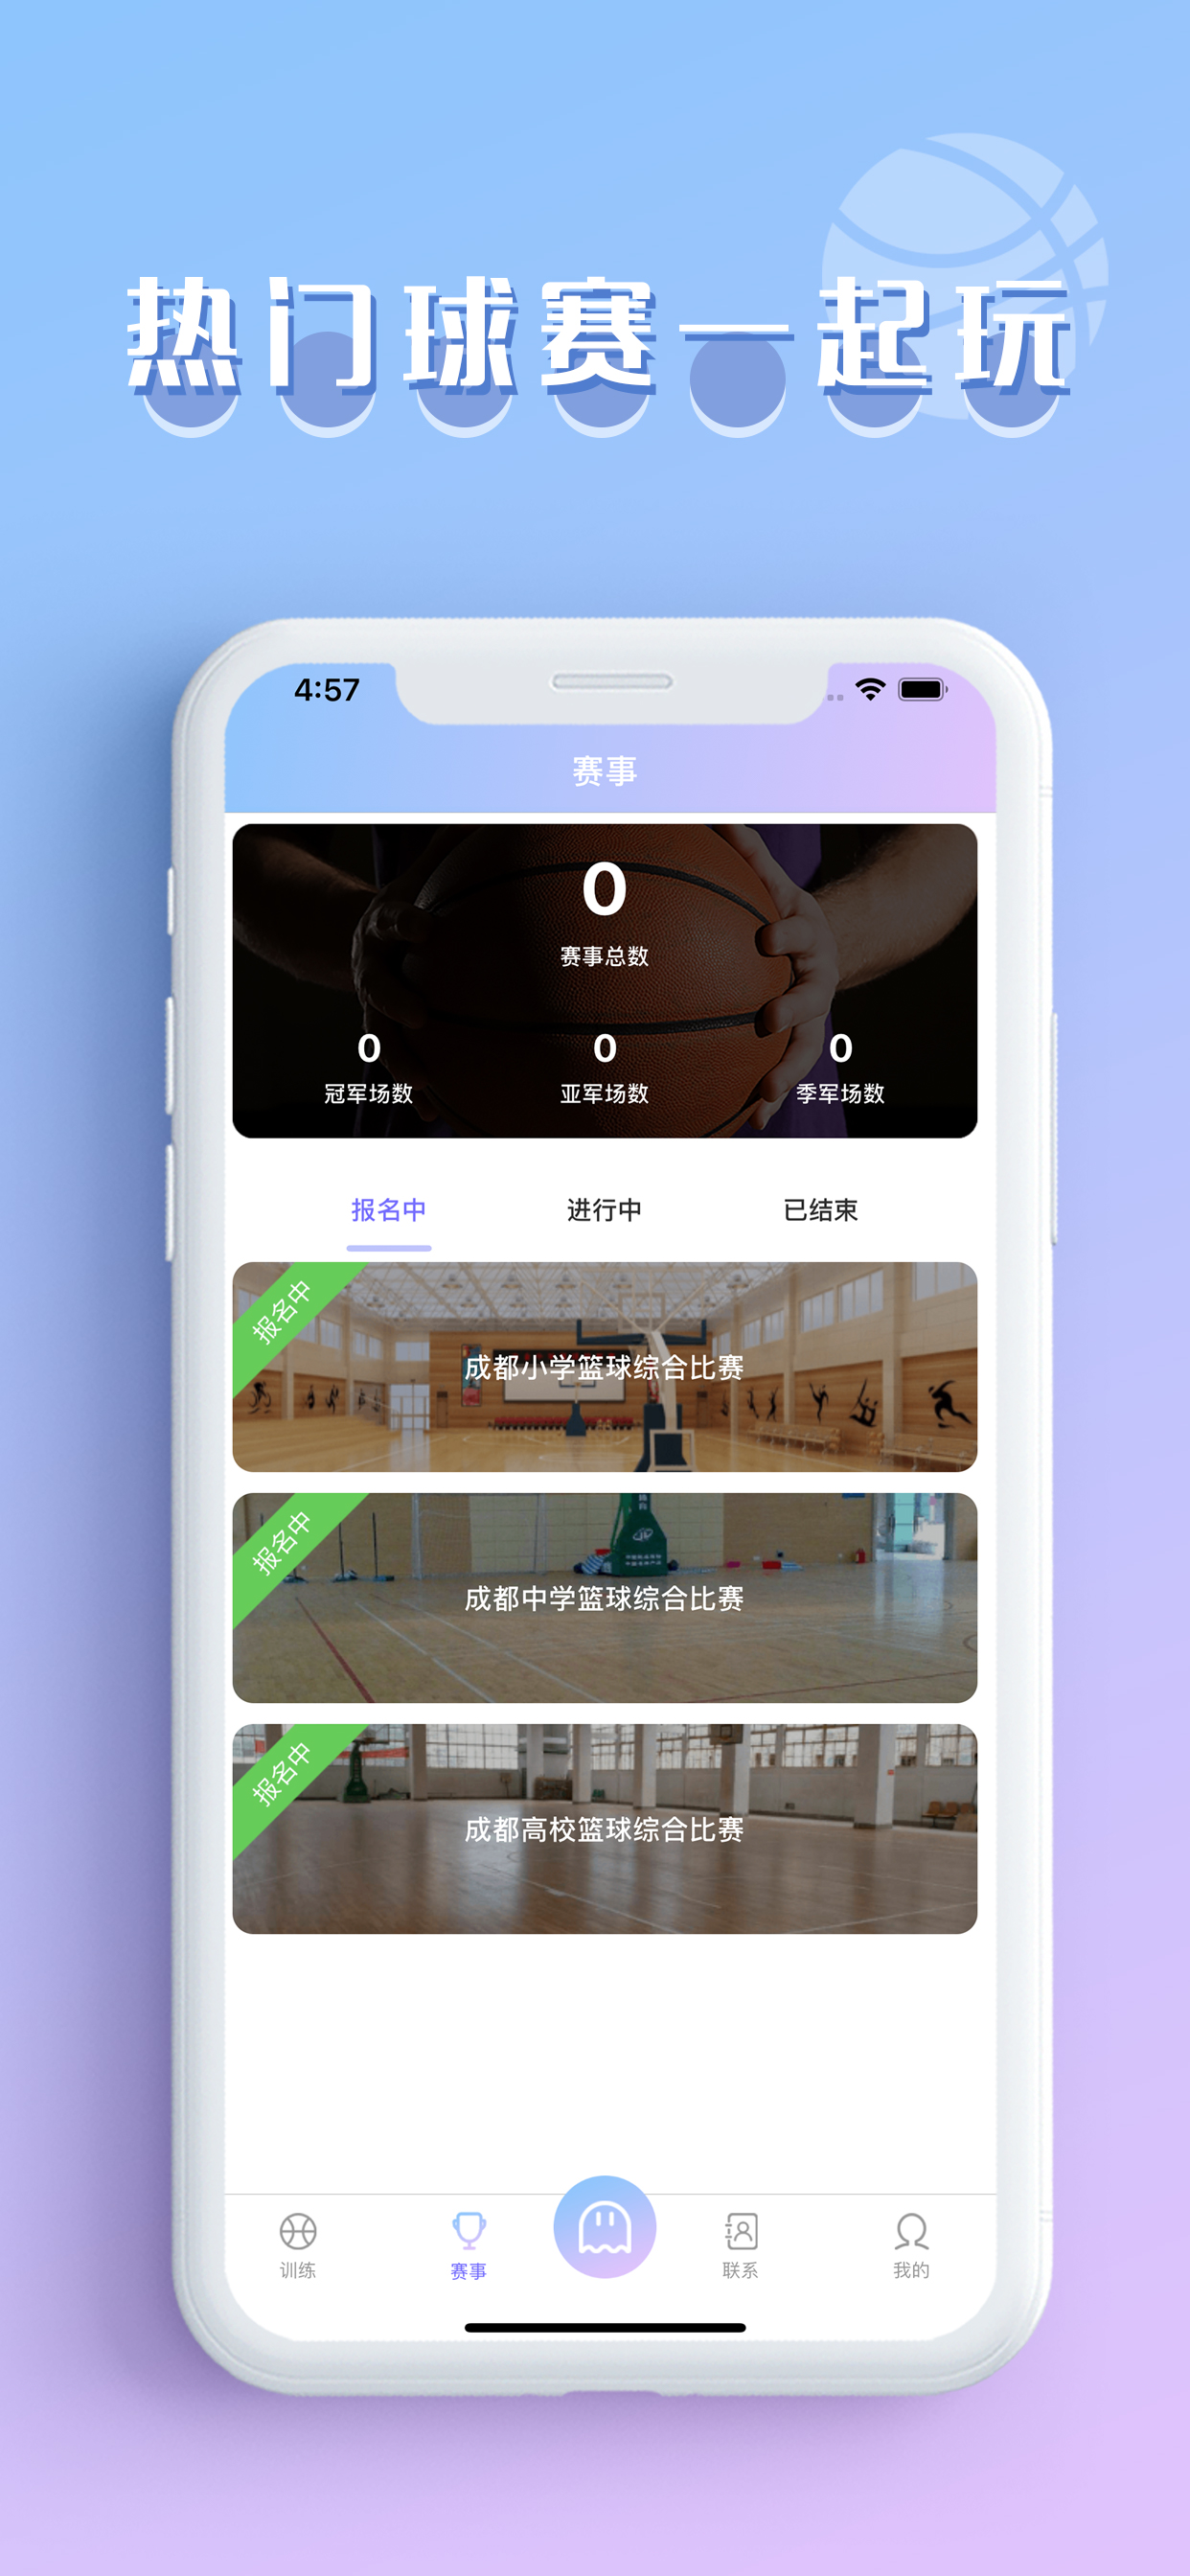 热门球赛一起玩
4:57
赛事
0
赛事总数
0 0 0
冠军场数 亚军场数 季军场数
报名中 进行中 已结束
报名中
成都小学篮球综合比赛
报名中
成都中学篮球综合比赛
报名中
成都高校篮球综合比赛
训练 赛事 联系 我的